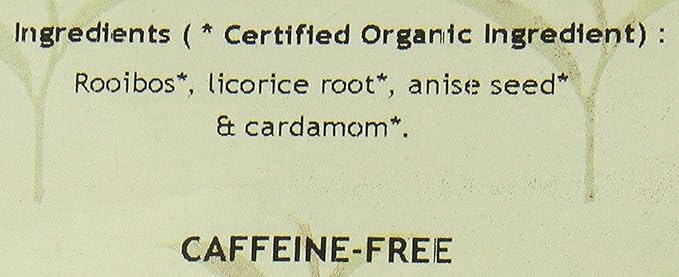 Ingredients ( * Certified Organic Ingredient) :
Rooibos*, licorice root*, anise seed*
& cardamom*.
CAFFEINE-FREE